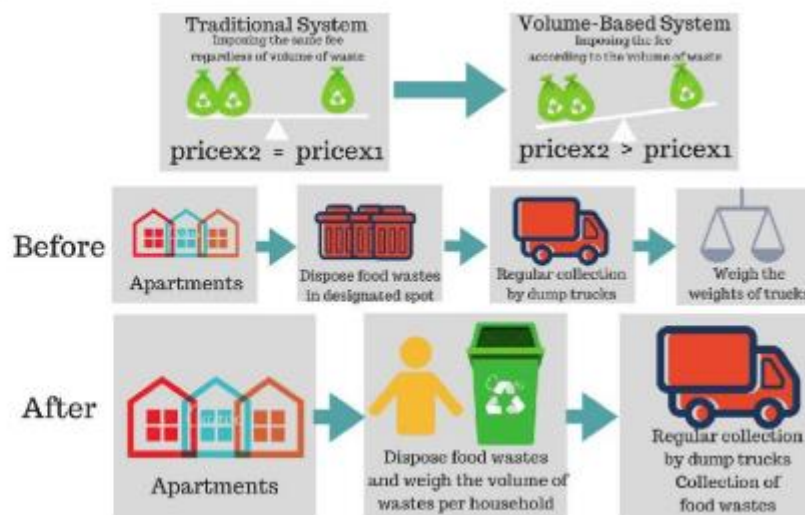 Traditional System
Imposing the same fee
regardless of volume of waste
pricex2 = pricex1
Volume-Based System
Imposing the fee
according to the volume of waste
pricex2 > pricex1
Before
Apartments
Dispose food wastes
in designated spot
Regular collection
by dump trucks
Weigh the
weights of trucks
After
Apartments
Dispose food wastes
and weigh the volume of
wastes per household
Regular collection
by dump trucks
Collection of
food wastes